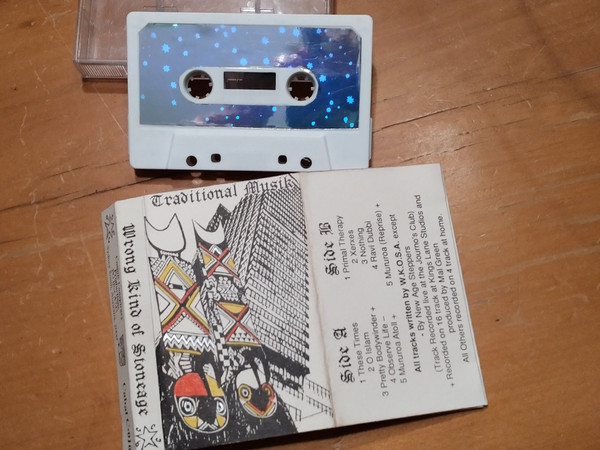 Traditional Musik
Wrong Kind of Stoneage
Side A
1 These Times
2 O Islam
3 Pretty Bodywinder +
4 Observe Life –
5 Mururoa Atoll +
Side B
1 Primal Therapy
2 Xerxes
3 Nothing
4 Ravi Dubbi
5 Mururoa (Reprise) +
All tracks written by W.K.O.S.A. except
- By New Age Steppers
(Track Recorded live at the Journo's Club)
+ Recorded on 16 track at Kings Lane Studios and
produced by Mal Green
All Others recorded on 4 track at home.